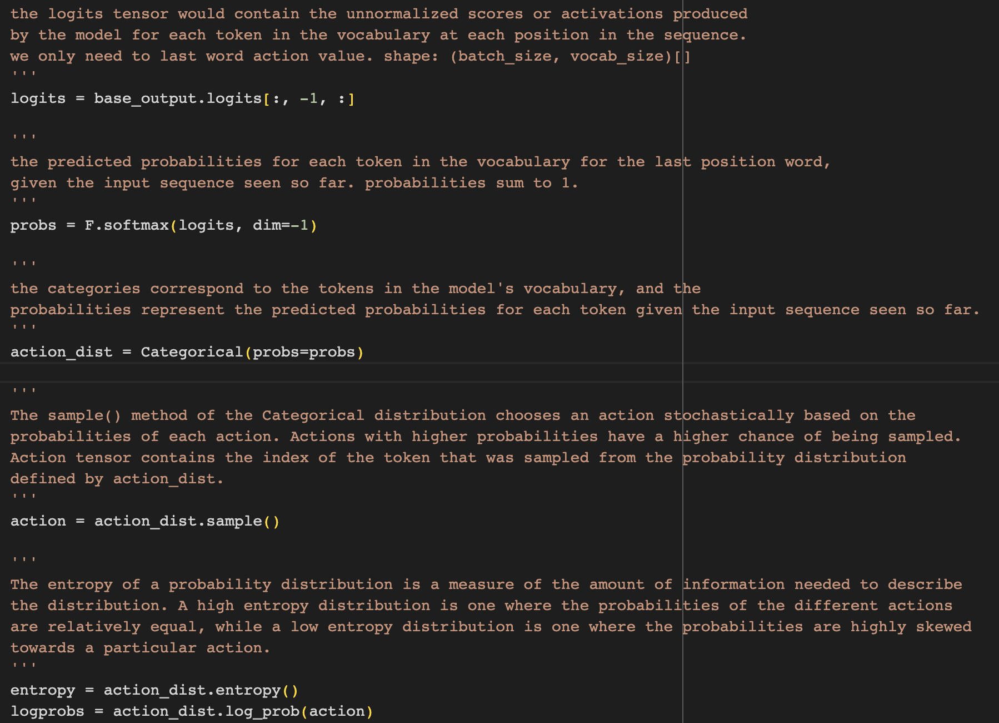 the logits tensor would contain the unnormalized scores or activations produced
by the model for each token in the vocabulary at each position in the sequence.
we only need to last word action value. shape: (batch_size, vocab_size)[]
'''
logits = base_output.logits[:, -1, :]
'''
the predicted probabilities for each token in the vocabulary for the last position word,
given the input sequence seen so far. probabilities sum to 1.
'''
probs = F.softmax(logits, dim=-1)
'''
the categories correspond to the tokens in the model's vocabulary, and the
probabilities represent the predicted probabilities for each token given the input sequence seen so far.
'''
action_dist = Categorical(probs=probs)
'''
The sample() method of the Categorical distribution chooses an action stochastically based on the
probabilities of each action. Actions with higher probabilities have a higher chance of being sampled.
Action tensor contains the index of the token that was sampled from the probability distribution
defined by action_dist.
'''
action = action_dist.sample()
'''
The entropy of a probability distribution is a measure of the amount of information needed to describe
the distribution. A high entropy distribution is one where the probabilities of the different actions
are relatively equal, while a low entropy distribution is one where the probabilities are highly skewed
towards a particular action.
'''
entropy = action_dist.entropy()
logprobs = action_dist.log_prob(action)